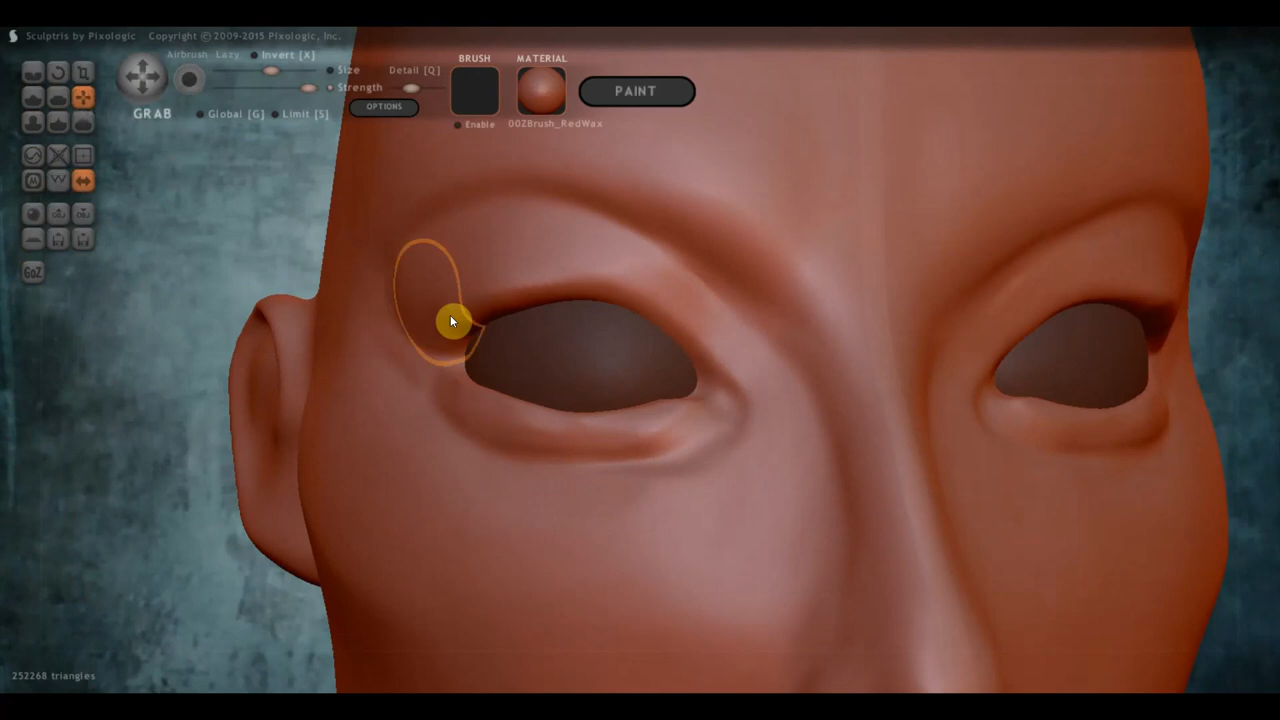 Sculptris by Pixologic Copyright ©2009-2015 Pixologic, Inc.
Airbrush Lazy Invert [X]
Size Detail [Q]
Strength
GRAB Global [G] Limit [S] OPTIONS
BRUSH
Enable
MATERIAL
00ZBrush_RedWax
PAINT
GoZ
252268 triangles